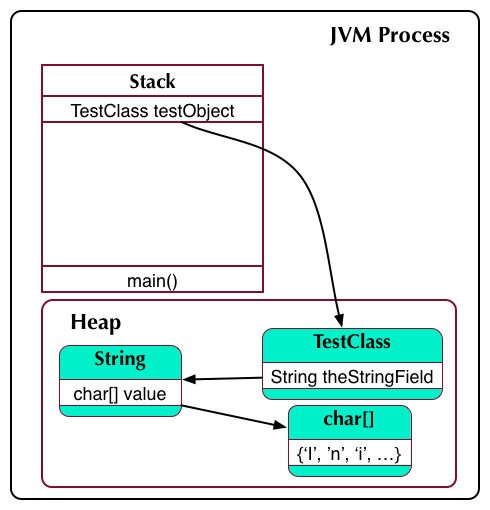 JVM Process
Stack
TestClass testObject
main()
Heap
TestClass
String theStringField
String
char[] value
char[]
{‘I’, ’n’, ‘i’, …}